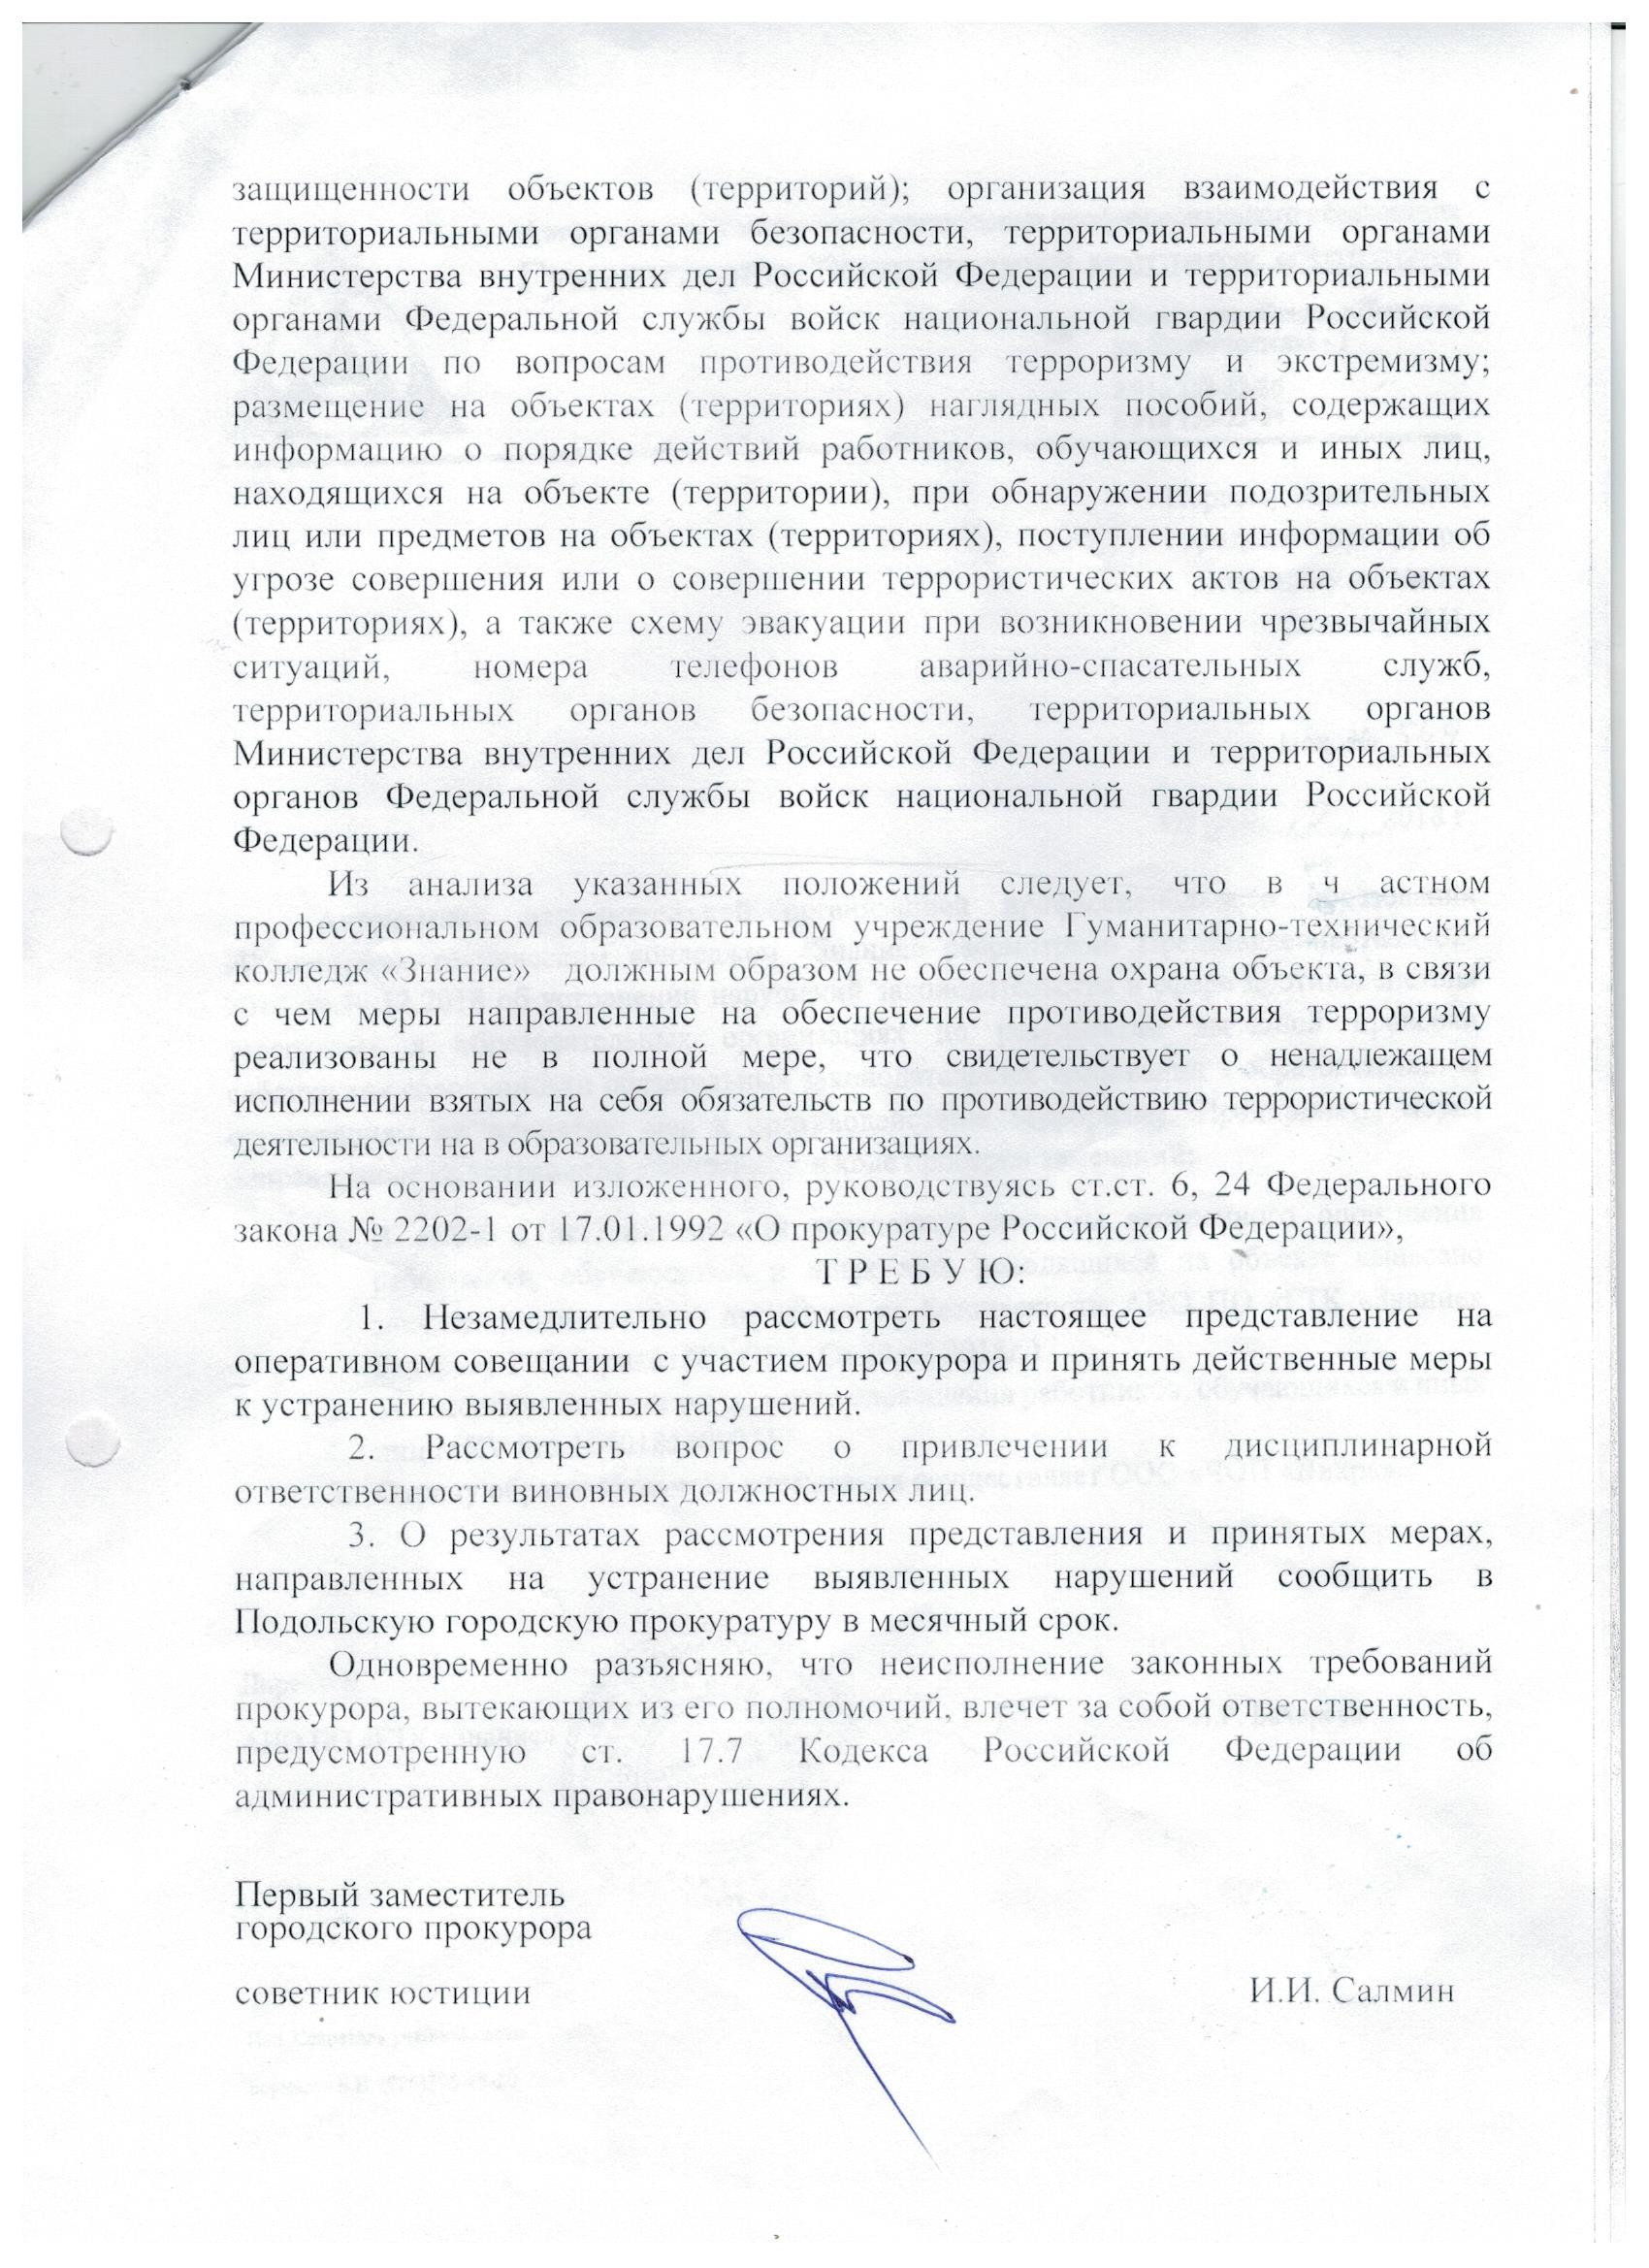 защищенности объектов (территорий); организация взаимодействия с
территориальными органами безопасности, территориальными органами
Министерства внутренних дел Российской Федерации и территориальными
органами Федеральной службы войск национальной гвардии Российской
Федерации по вопросам противодействия терроризму и экстремизму;
размещение на объектах (территориях) наглядных пособий, содержащих
информацию о порядке действий работников, обучающихся и иных лиц,
находящихся на объекте (территории), при обнаружении подозрительных
лиц или предметов на объектах (территориях), поступлении информации об
угрозе совершения или о совершении террористических актов на объектах
(территориях), а также схему эвакуации при возникновении чрезвычайных
ситуаций, номера телефонов аварийно-спасательных служб,
территориальных органов безопасности, территориальных органов
Министерства внутренних дел Российской Федерации и территориальных
органов Федеральной службы войск национальной гвардии Российской
Федерации.
Из анализа указанных положений следует, что в ч астном
профессиональном образовательном учреждение Гуманитарно-технический
колледж «Знание» должным образом не обеспечена охрана объекта, в связи
с чем меры направленные на обеспечение противодействия терроризму
реализованы не в полной мере, что свидетельствует о ненадлежащем
исполнении взятых на себя обязательств по противодействию террористической
деятельности на в образовательных организациях.
На основании изложенного, руководствуясь ст.ст. 6, 24 Федерального
закона № 2202-1 от 17.01.1992 «О прокуратуре Российской Федерации»,
Т Р Е Б У Ю:
1. Незамедлительно рассмотреть настоящее представление на
оперативном совещании с участием прокурора и принять действенные меры
к устранению выявленных нарушений.
2. Рассмотреть вопрос о привлечении к дисциплинарной
ответственности виновных должностных лиц.
3. О результатах рассмотрения представления и принятых мерах,
направленных на устранение выявленных нарушений сообщить в
Подольскую городскую прокуратуру в месячный срок.
Одновременно разъясняю, что неисполнение законных требований
прокурора, вытекающих из его полномочий, влечет за собой ответственность,
предусмотренную ст. 17.7 Кодекса Российской Федерации об
административных правонарушениях.
Первый заместитель
городского прокурора
советник юстиции И.И. Салмин